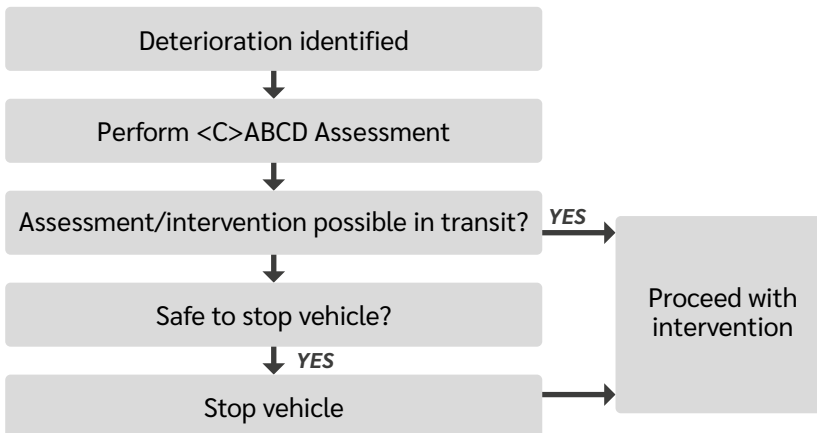 Deterioration identified
Perform <C>ABCD Assessment
Assessment/intervention possible in transit?
YES
Safe to stop vehicle?
YES
Stop vehicle
Proceed with
intervention